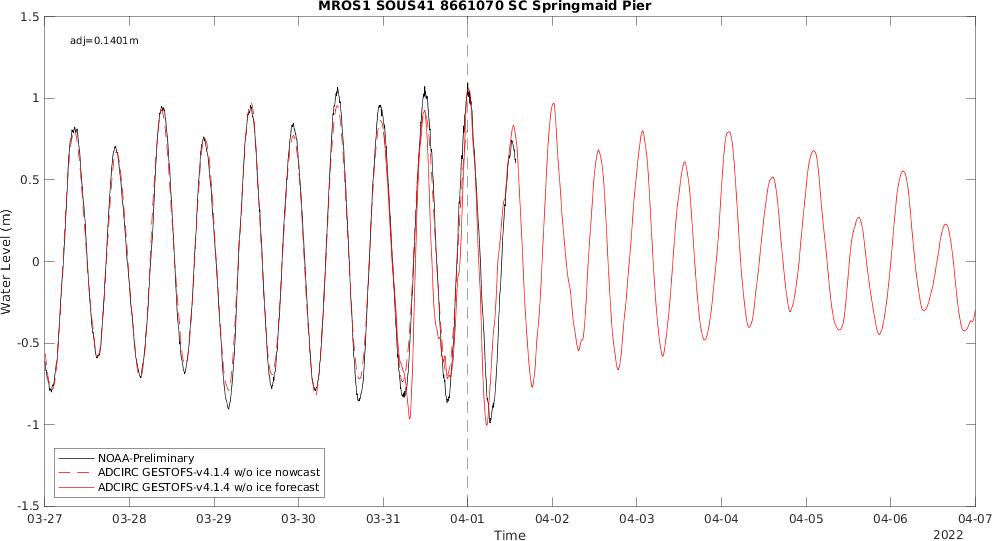 MROS1 SOUS41 8661070 SC Springmaid Pier
adj=0.1401m
1.5
1
0.5
0
-0.5
-1
-1.5
Water Level (m)
NOAA-Preliminary
ADCIRC GESTOFS-v4.1.4 w/o ice nowcast
ADCIRC GESTOFS-v4.1.4 w/o ice forecast
03-27 03-28 03-29 03-30 03-31 04-01 04-02 04-03 04-04 04-05 04-06 04-07
Time
2022